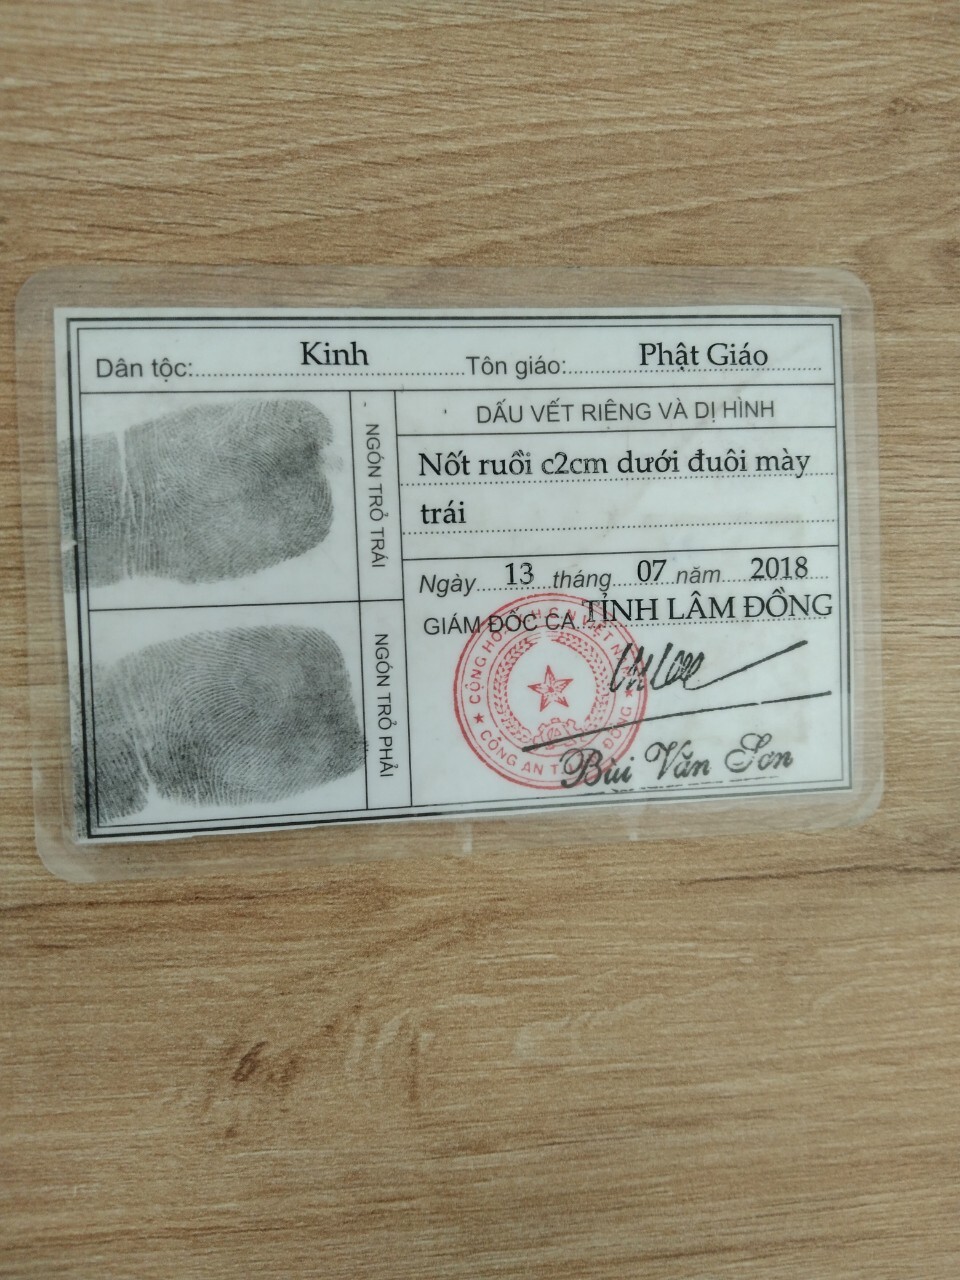 Dân tộc: Kinh Tôn giáo: Phật Giáo
NGÓN TRỎ TRÁI
NGÓN TRỎ PHẢI
DẤU VẾT RIÊNG VÀ DỊ HÌNH
Nốt ruồi c2cm dưới đuôi mày
trái
Ngày 13 tháng 07 năm 2018
GIÁM ĐỐC CA TỈNH LÂM ĐỒNG
CÔNG AN T
ĐỒNG
Bùi Văn Sơn